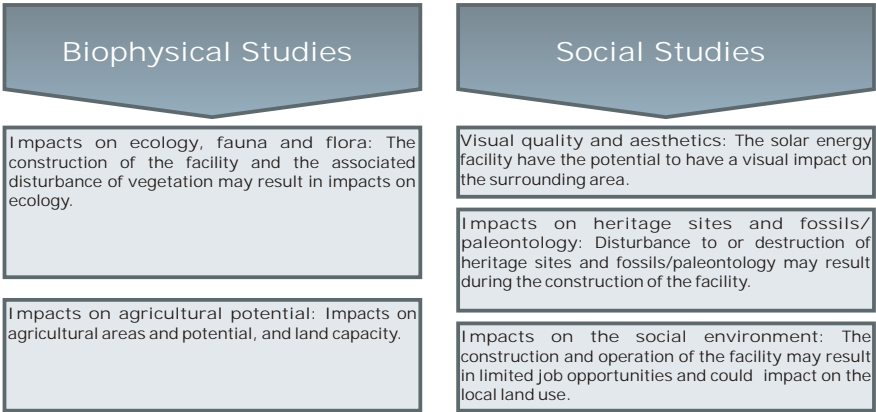 Biophysical Studies
Impacts on ecology, fauna and flora: The
construction of the facility and the associated
disturbance of vegetation may result in impacts on
ecology.
Impacts on agricultural potential: Impacts on
agricultural areas and potential, and land capacity.
Social Studies
Visual quality and aesthetics: The solar energy
facility have the potential to have a visual impact on
the surrounding area.
Impacts on heritage sites and fossils/
paleontology: Disturbance to or destruction of
heritage sites and fossils/paleontology may result
during the construction of the facility.
Impacts on the social environment: The
construction and operation of the facility may result
in limited job opportunities and could impact on the
local land use.